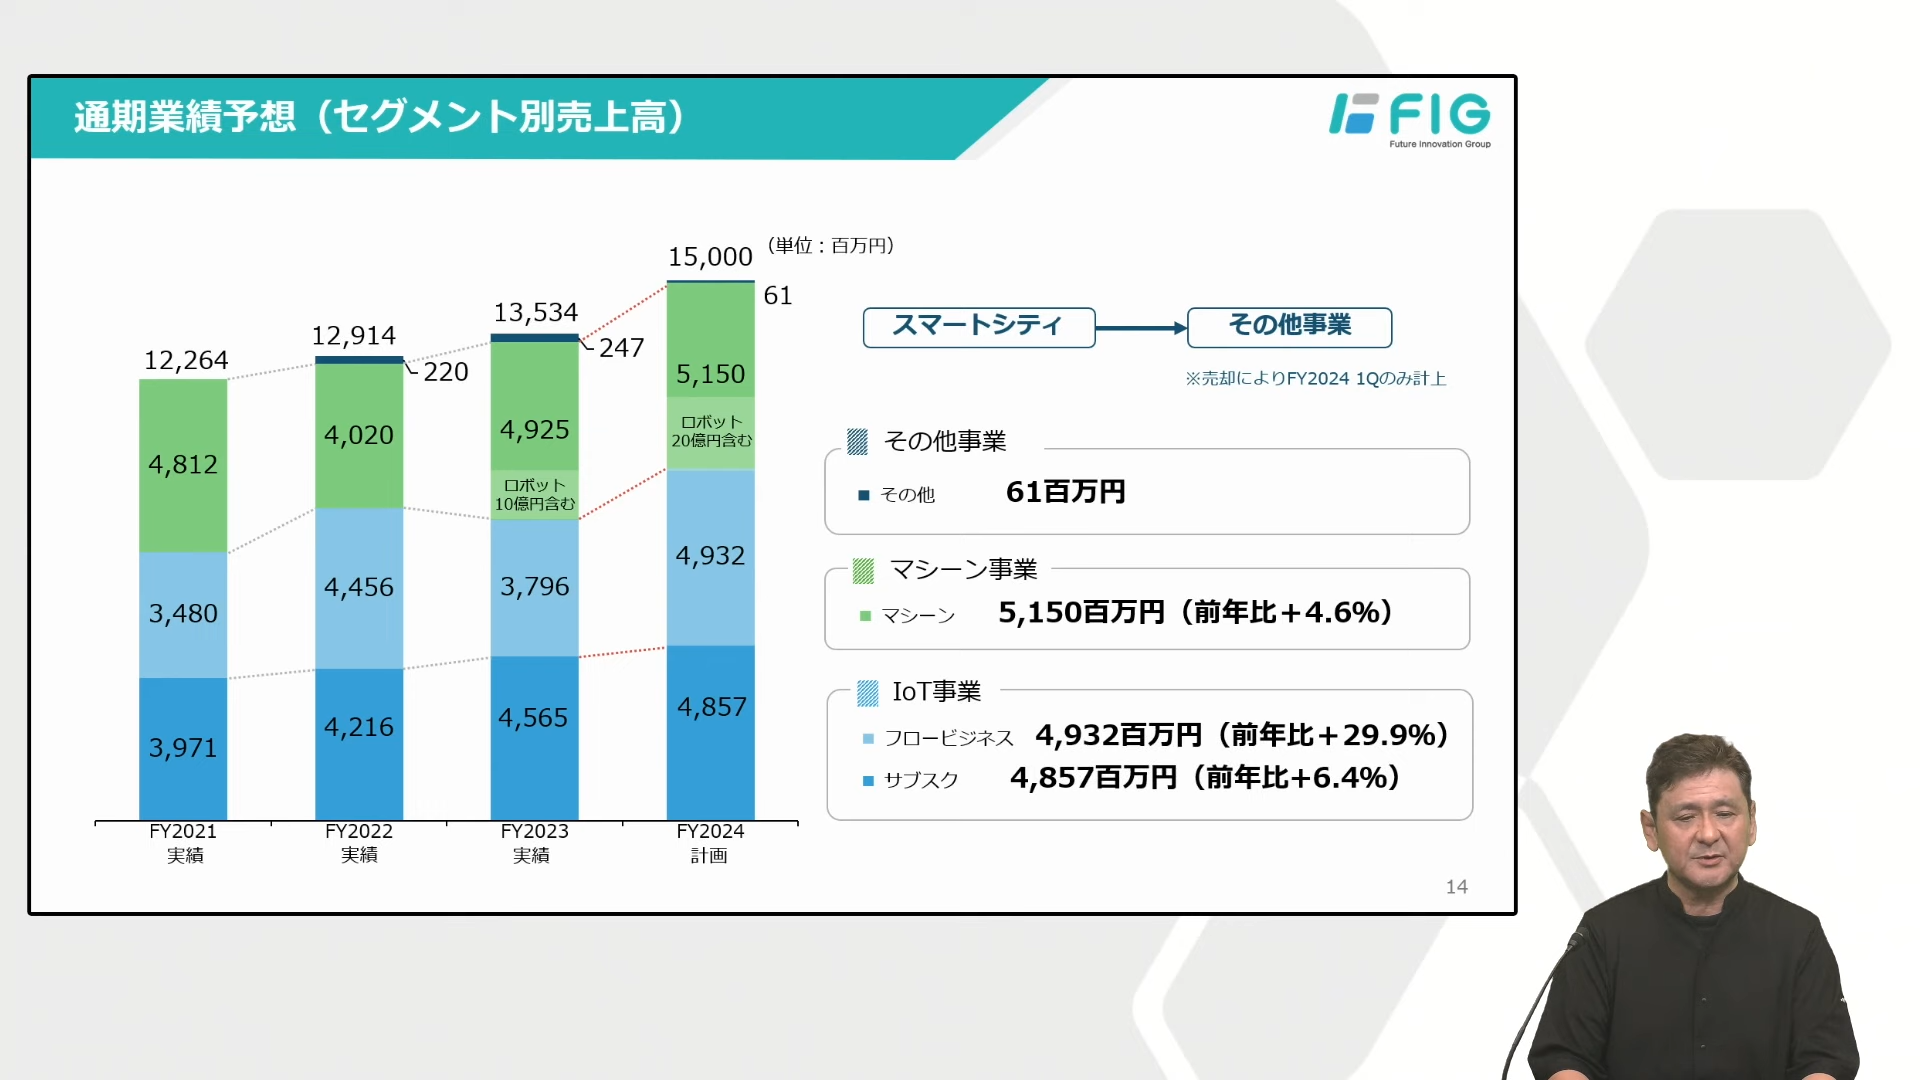 通期業績予想（セグメント別売上高）
FIG
Future Innovation Group
（単位：百万円）
12,264
4,812
3,480
3,971
FY2021
実績
12,914
220
4,020
4,456
4,216
FY2022
実績
13,534
247
4,925
ロボット
10億円含む
3,796
4,565
FY2023
実績
15,000
61
5,150
ロボット
20億円含む
4,932
4,857
FY2024
計画
スマートシティ
その他事業
※売却によりFY2024 1Qのみ計上
その他事業
■ その他 61百万円
マシーン事業
■ マシーン 5,150百万円（前年比＋4.6%）
IoT事業
■ フロービジネス 4,932百万円（前年比＋29.9%）
■ サブスク 4,857百万円（前年比+6.4%）
14